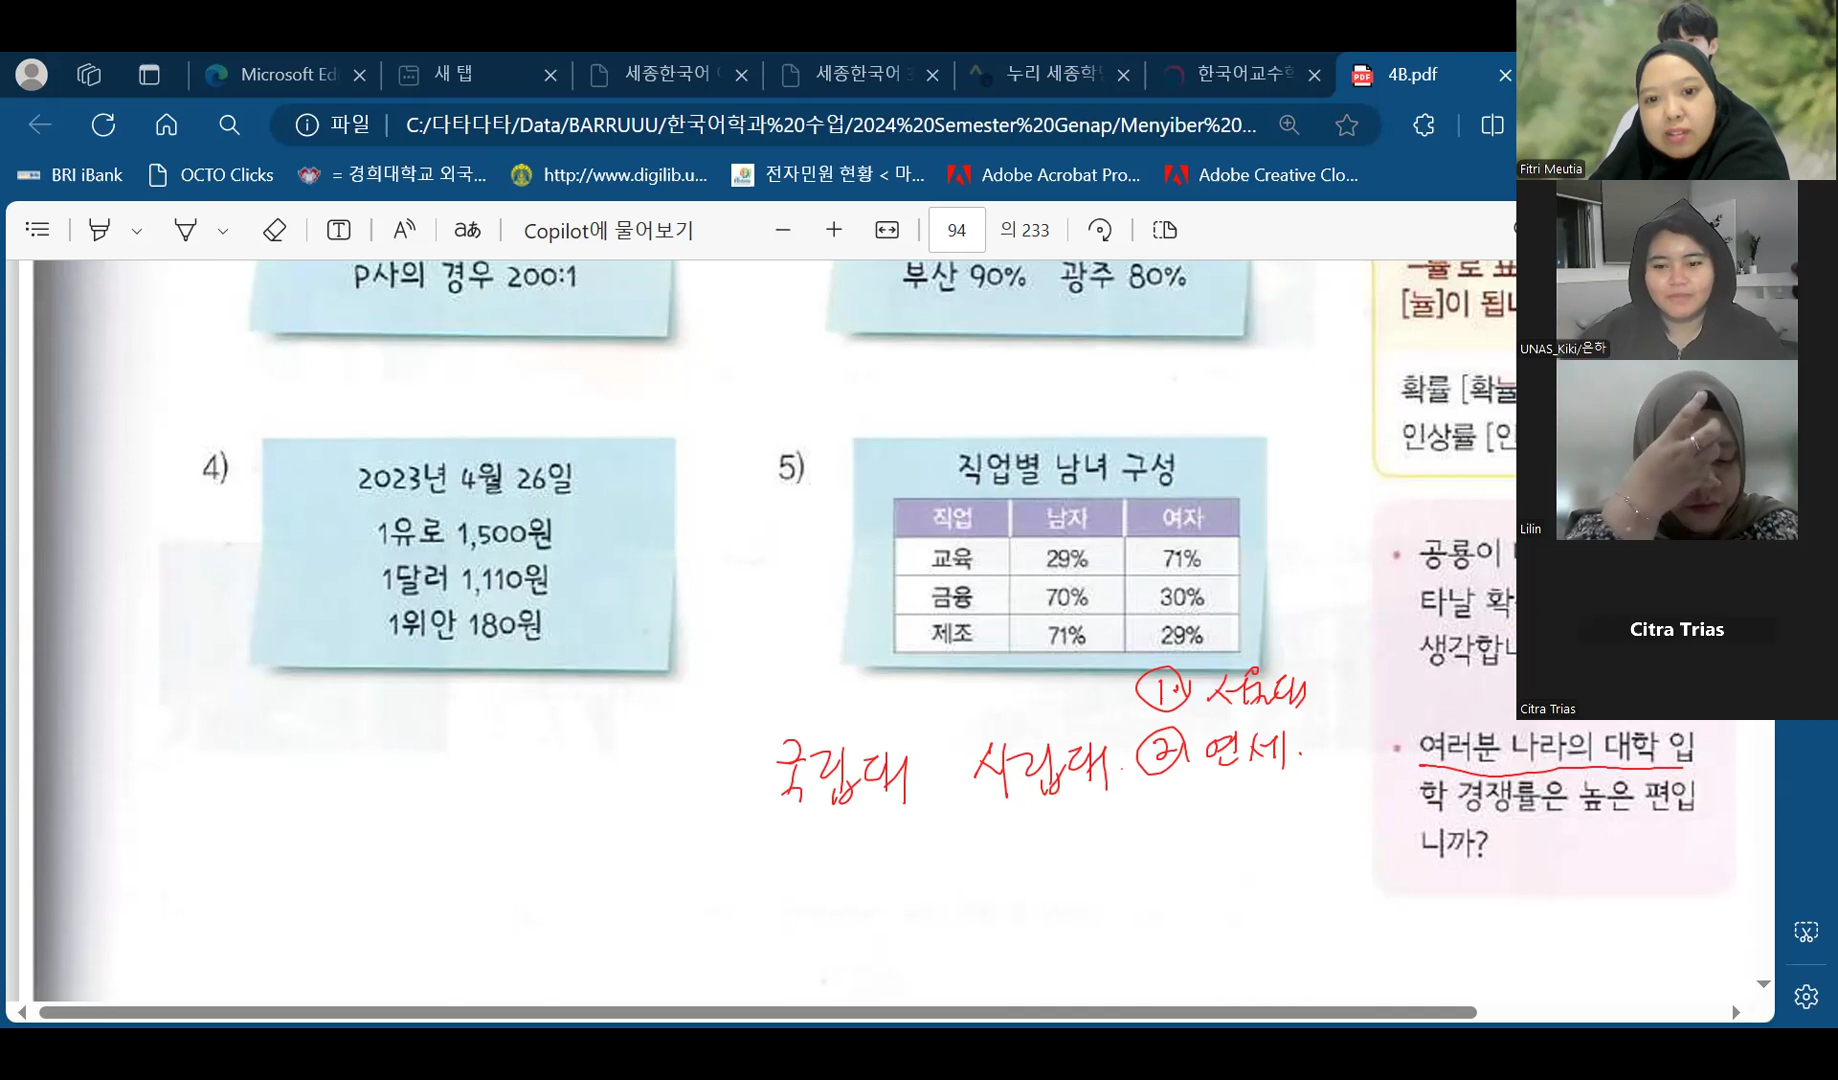 Microsoft Ed
새 탭
세종한국어
세종한국어 3
누리 세종학
한국어교수
4B.pdf
파일
C:/다타다타/Data/BARRUUU/한국어학과%20수업/2024%20Semester%20Genap/Menyiber%20...
BRI iBank
OCTO Clicks
= 경희대학교 외국...
http://www.digilib.u...
전자민원 현황 < 마...
Adobe Acrobat Pro...
Adobe Creative Clo...
Copilot에 물어보기
94 의 233
P사의 경우 200:1
부산 90% 광주 80%
4)
2023년 4월 26일
1유로 1,500원
1달러 1,110원
1위안 180원
5)
직업별 남녀 구성
직업 남자 여자
교육 29% 71%
금융 70% 30%
제조 71% 29%
① 서울대
국립대 사립대. ② 연세.
[뉼]이 됩
확률 [확뉼
인상률 [인
• 공룡이
타날 확
생각합니
• 여러분 나라의 대학 입
학 경쟁률은 높은 편입
니까?
Fitri Meutia
UNAS_Kiki/은하
Lilin
Citra Trias
Citra Trias